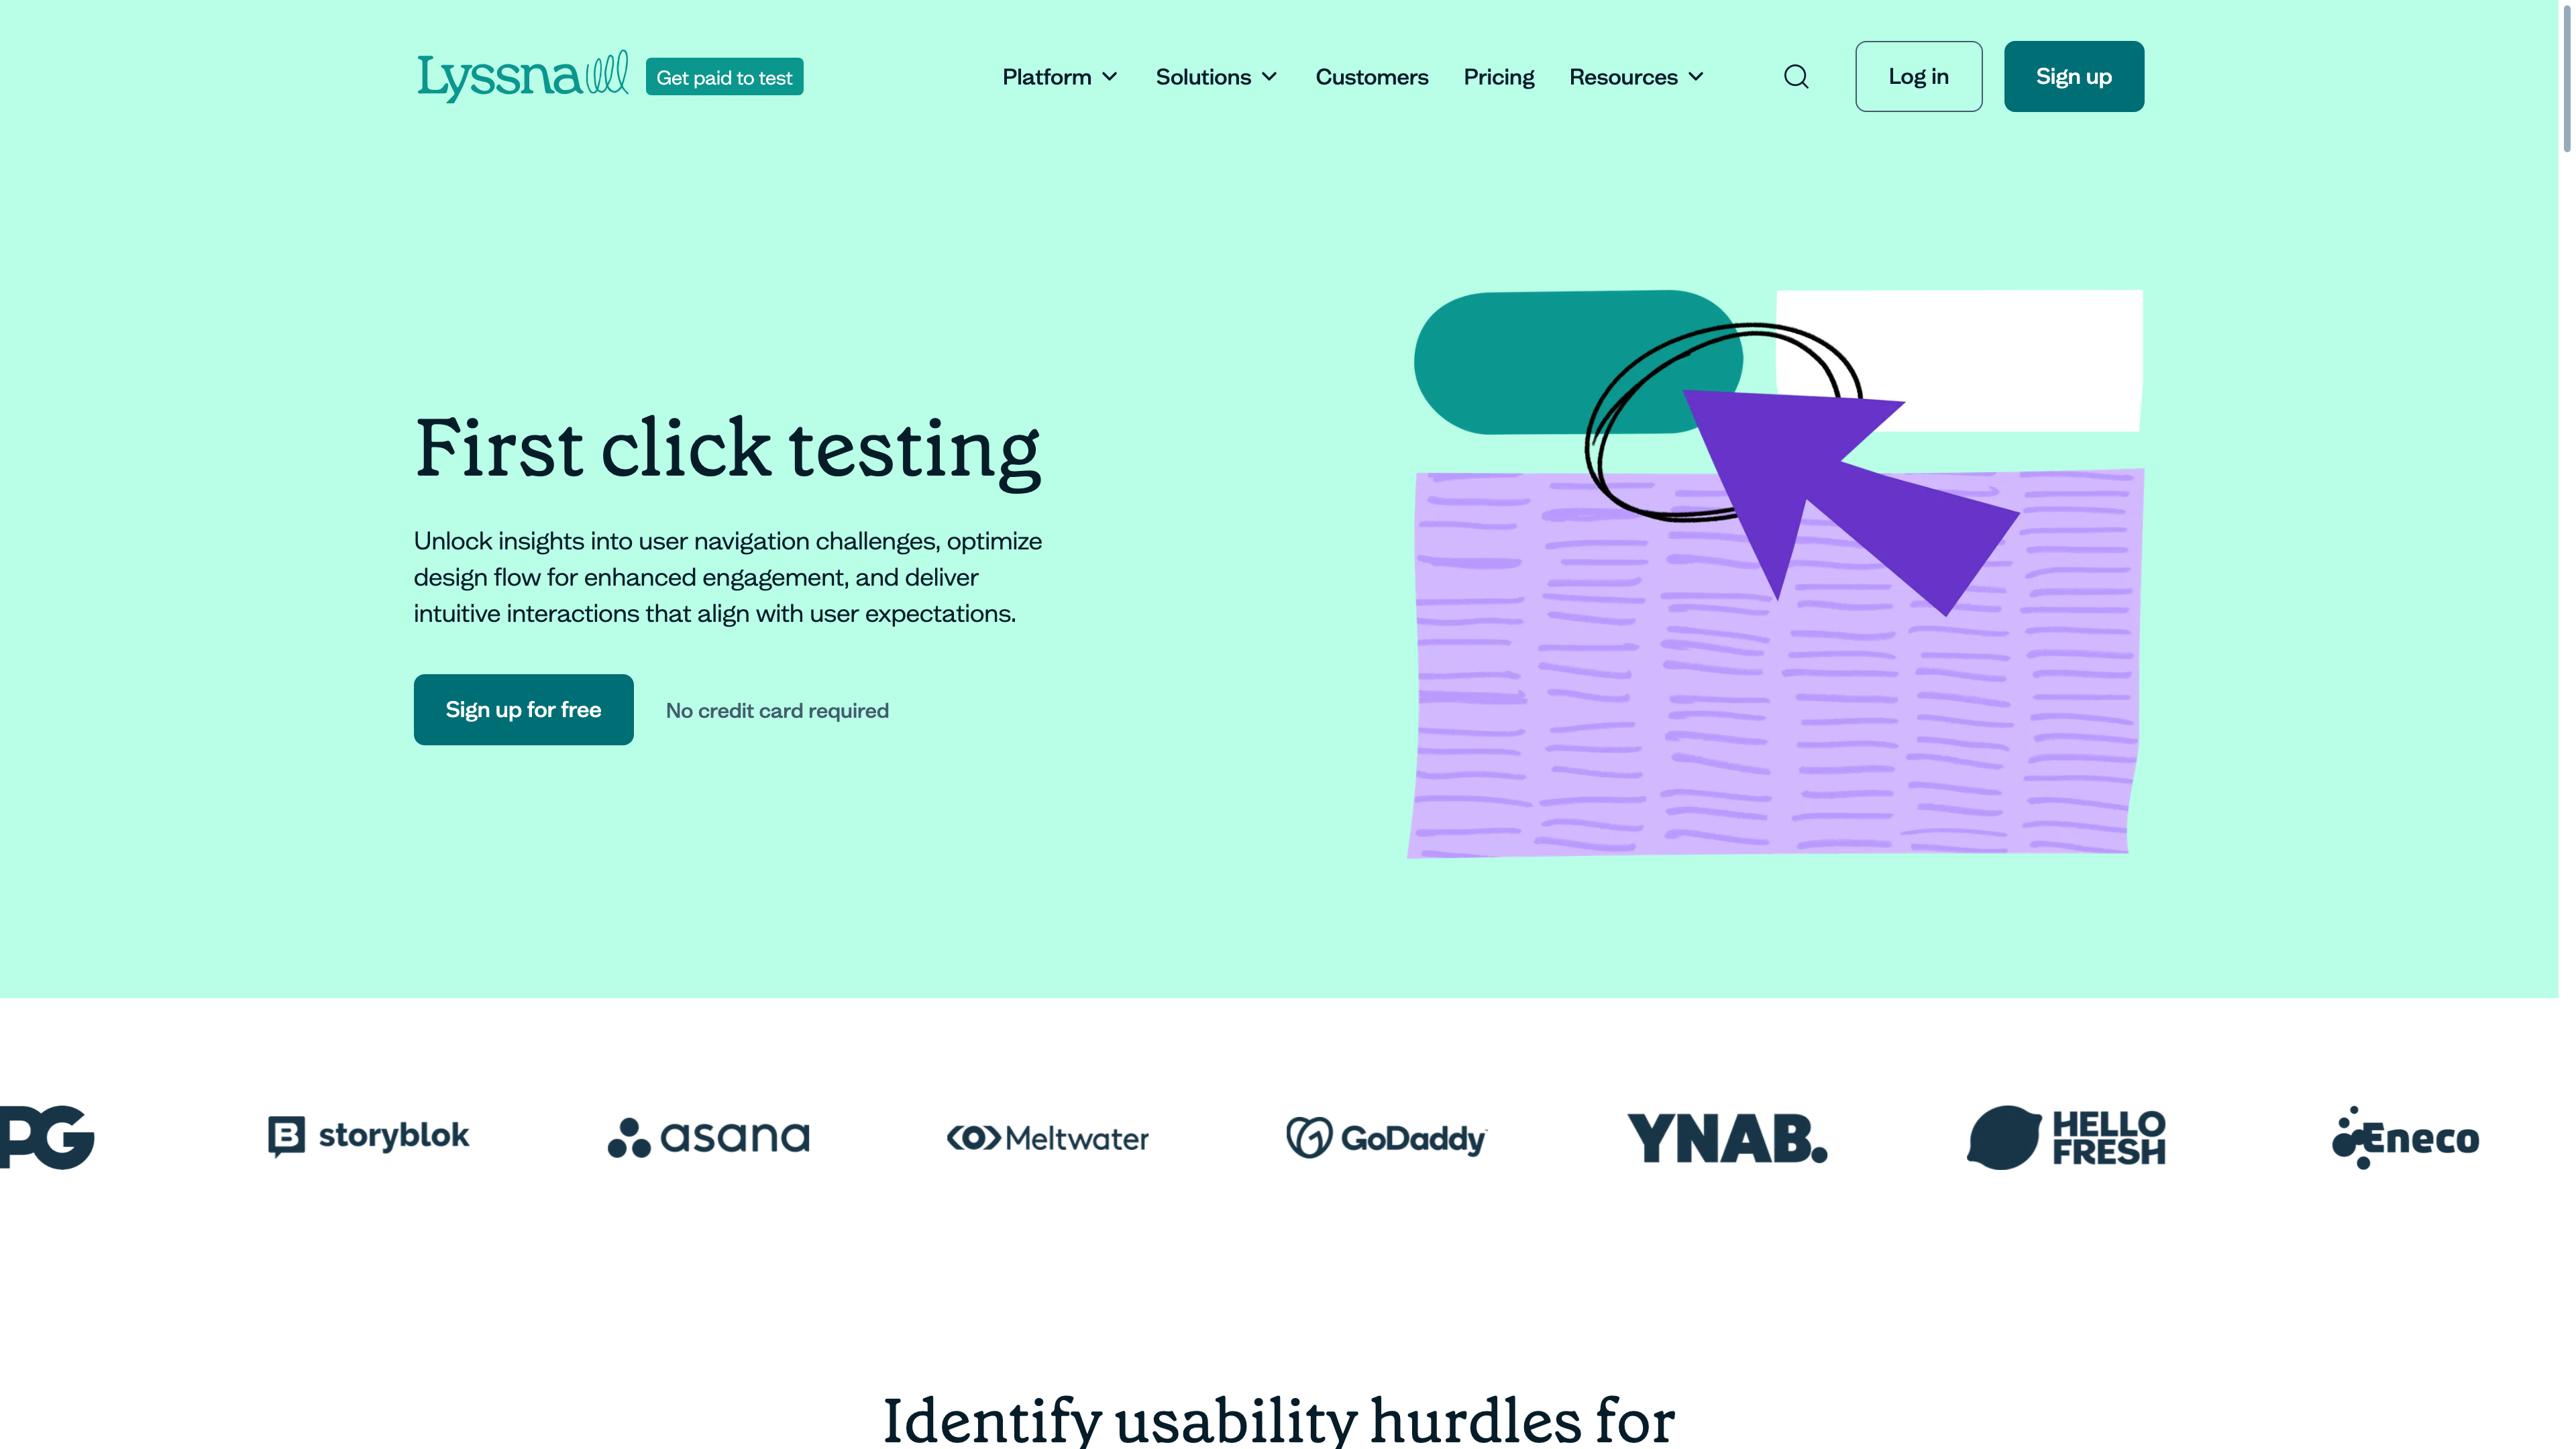 Lyssna
Get paid to test
Platform
Solutions
Customers
Pricing
Resources
Log in
Sign up
First click testing
Unlock insights into user navigation challenges, optimize
design flow for enhanced engagement, and deliver
intuitive interactions that align with user expectations.
Sign up for free
No credit card required
PG
storyblok
asana
Meltwater
GoDaddy
YNAB.
HELLO
FRESH
Eneco
Identify usability hurdles for